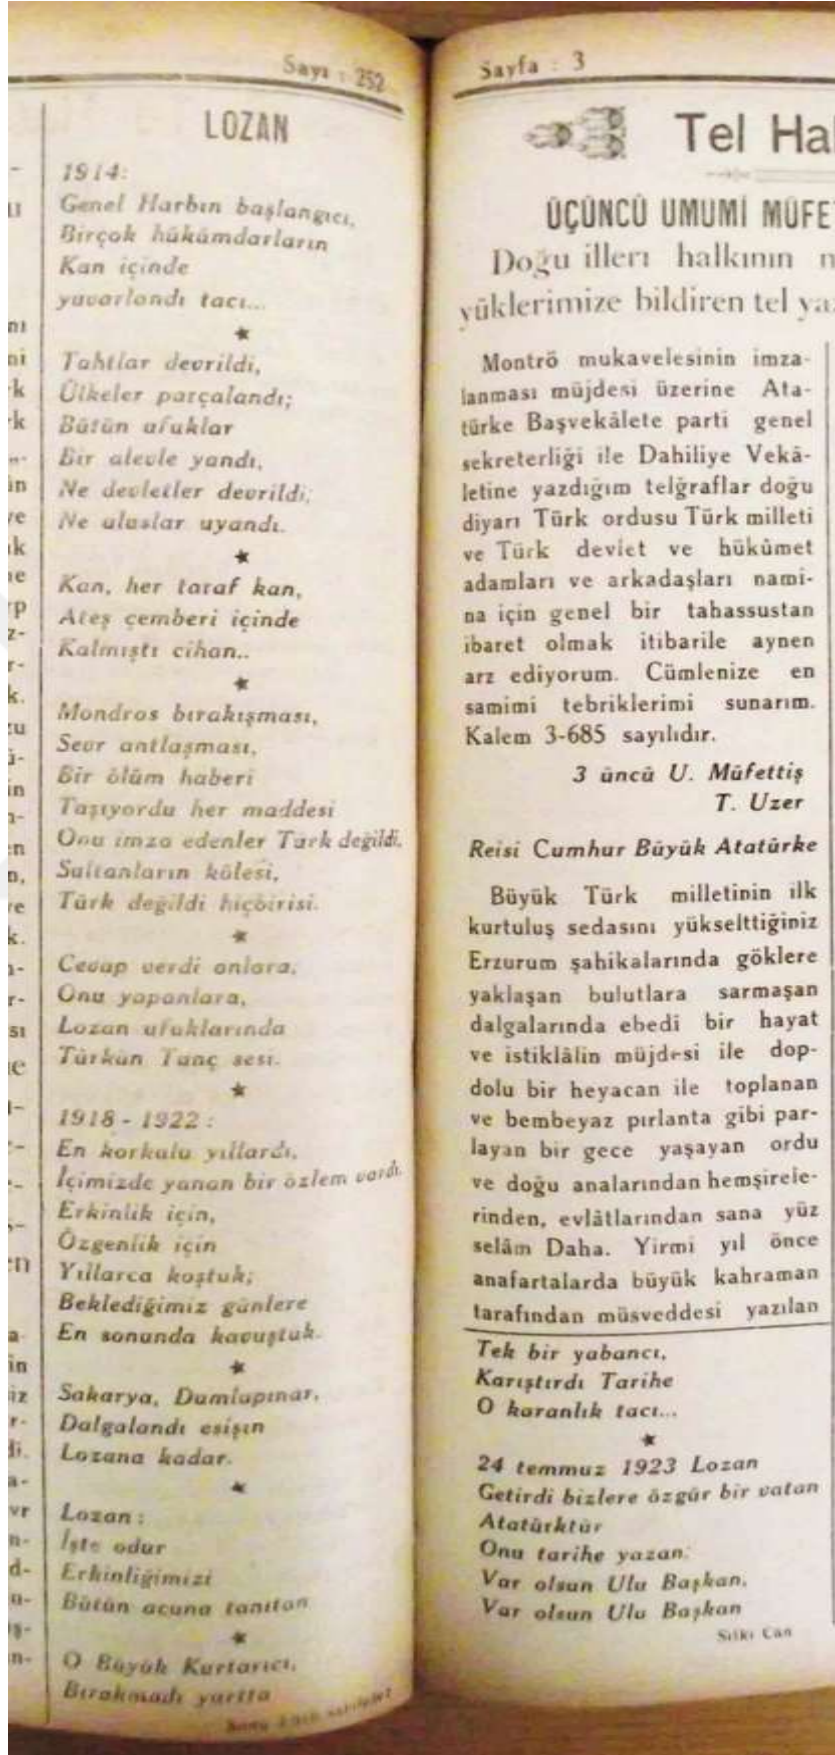 Sayı : 252
LOZAN
1914:
Genel Harbın başlangıcı,
Birçok hükümdarların
Kan içinde
yuvarlandı tacı...
★
Tahtlar devrildi,
Ülkeler parçalandı;
Bütün ufuklar
Bir alevle yandı,
Ne devletler devrildi;
Ne uluslar uyandı.
★
Kan, her taraf kan,
Ateş çemberi içinde
Kalmıştı cihan..
★
Mondros bırakışması,
Sevr antlaşması,
Bir ölüm haberi
Taşıyordu her maddesi
Onu imza edenler Türk değildi,
Sultanların kölesi,
Türk değildi hiçbirisi.
★
Cevap verdi onlara,
Onu yapanlara,
Lozan ufuklarında
Türkün Tunç sesi.
★
1918 - 1922 :
En korkulu yıllardı,
İçimizde yanan bir özlem vardı.
Erkinlik için,
Özgenlik için
Yıllarca koştuk;
Beklediğimiz günlere
En sonunda kavuştuk.
★
Sakarya, Dumlupınar,
Dalgalandı esişin
Lozana kadar.
★
Lozan :
İşte odur
Erkinliğimizi
Bütün acuna tanıtan
★
O Büyük Kurtarıcı,
Bırakmadı yurtta
Sayfa : 3
Tel Ha
ÜÇÜNCÜ UMUMİ MÜFE
Doğu illeri halkının
yüklerimize bildiren tel ya
Montrö mukavelesinin imza-
lanması müjdesi üzerine Ata-
türke Başvekâlete parti genel
sekreterliği ile Dahiliye Vekâ-
letine yazdığım telğraflar doğu
diyarı Türk ordusu Türk milleti
ve Türk devlet ve hükûmet
adamları ve arkadaşları nami-
na için genel bir tahassustan
ibaret olmak itibarile aynen
arz ediyorum. Cümlenize en
samimi tebriklerimi sunarım.
Kalem 3-685 sayılıdır.
3 üncü U. Müfettiş
T. Uzer
Reisi Cumhur Büyük Atatürke
Büyük Türk milletinin ilk
kurtuluş sedasını yükselttiğiniz
Erzurum şahikalarında göklere
yaklaşan bulutlara sarmaşan
dalgalarında ebedi bir hayat
ve istiklâlin müjdesi ile dop-
dolu bir heyacan ile toplanan
ve bembeyaz pırlanta gibi par-
layan bir gece yaşayan ordu
ve doğu analarından hemşirele-
rinden, evlâtlarından sana yüz
selâm Daha. Yirmi yıl önce
anafartalarda büyük kahraman
tarafından müsveddesi yazılan
Tek bir yabancı,
Karıştırdı Tarihe
O karanlık tacı...
★
24 temmuz 1923 Lozan
Getirdi bizlere özgür bir vatan
Atatürktür
Onu tarihe yazan.
Var olsun Ulu Başkan,
Var olsun Ulu Başkan
Sıtkı Can